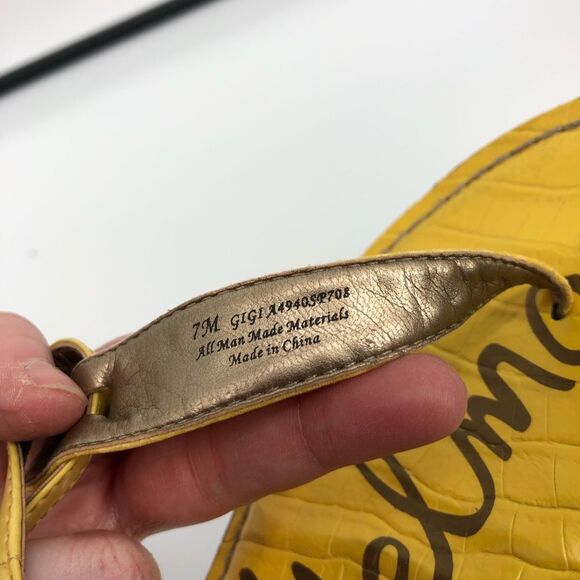 7M GIGI A4940SP708
All Man Made Materials
Made in China